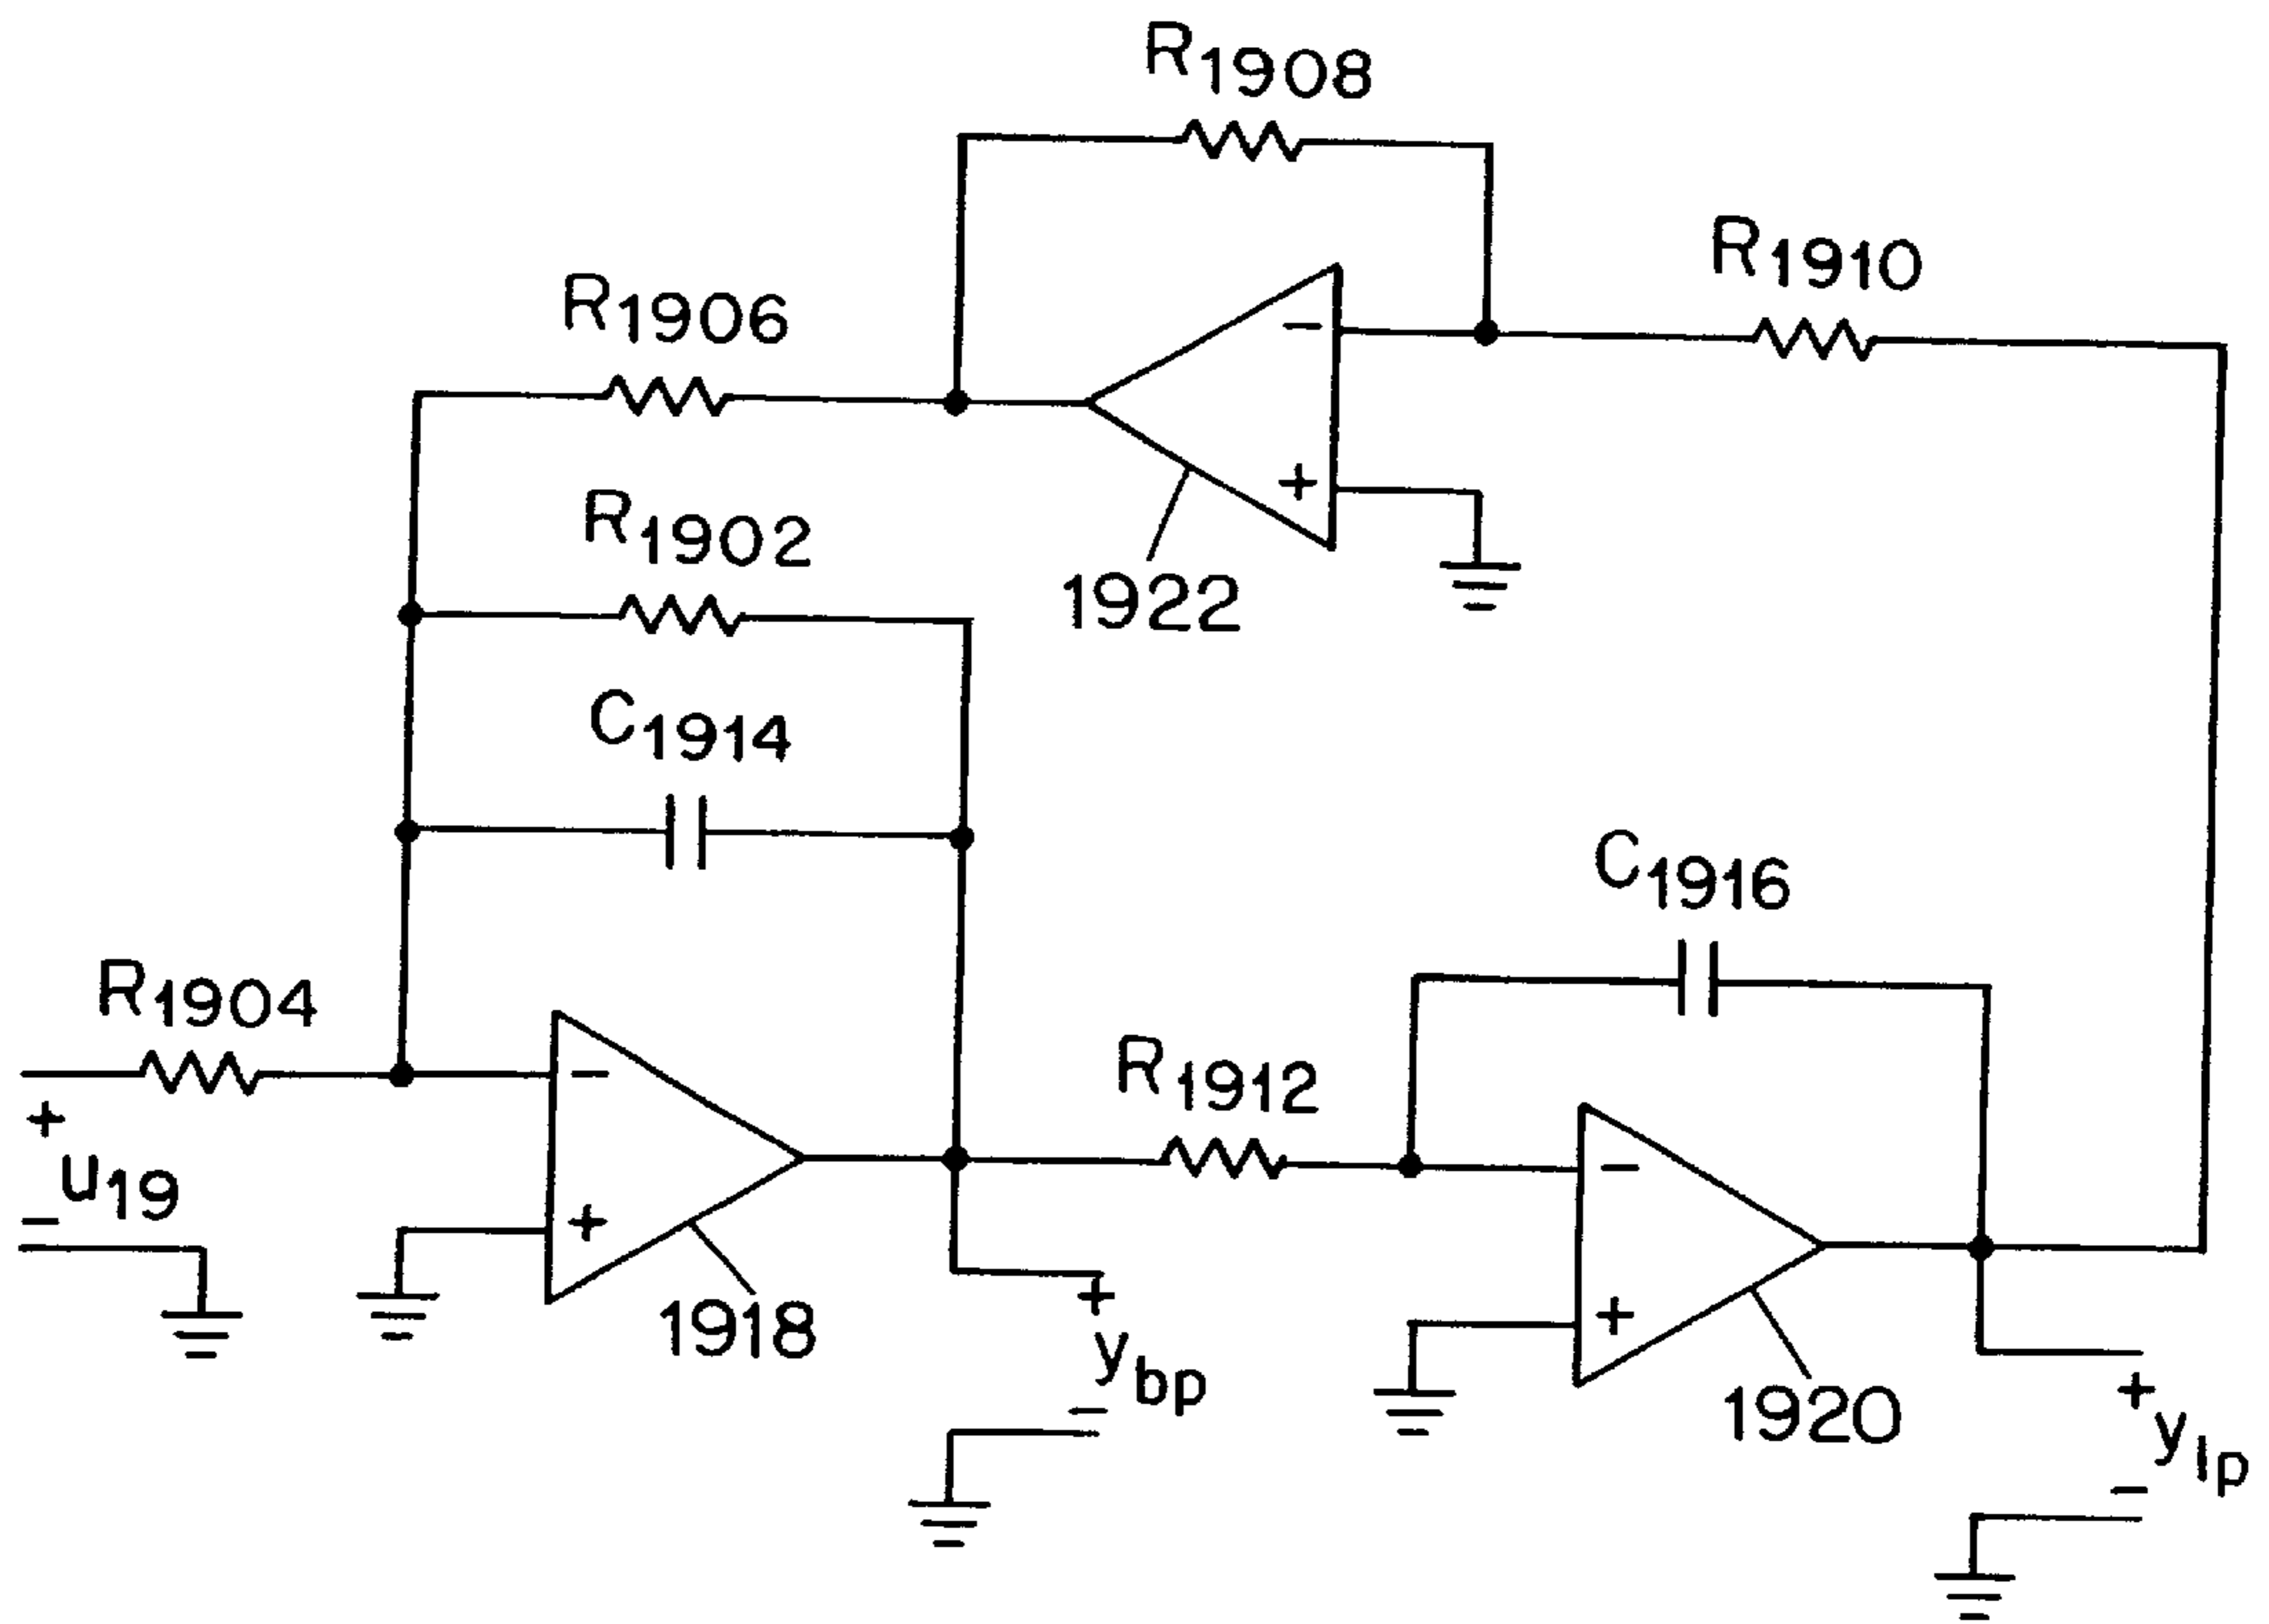 R1908
R1910
R1906
−
+
R1902
1922
C1914
C1916
R1904
−
R1912
+
u19
−
+
−
1918
+
ybp
−
+
1920
+
ylp
−